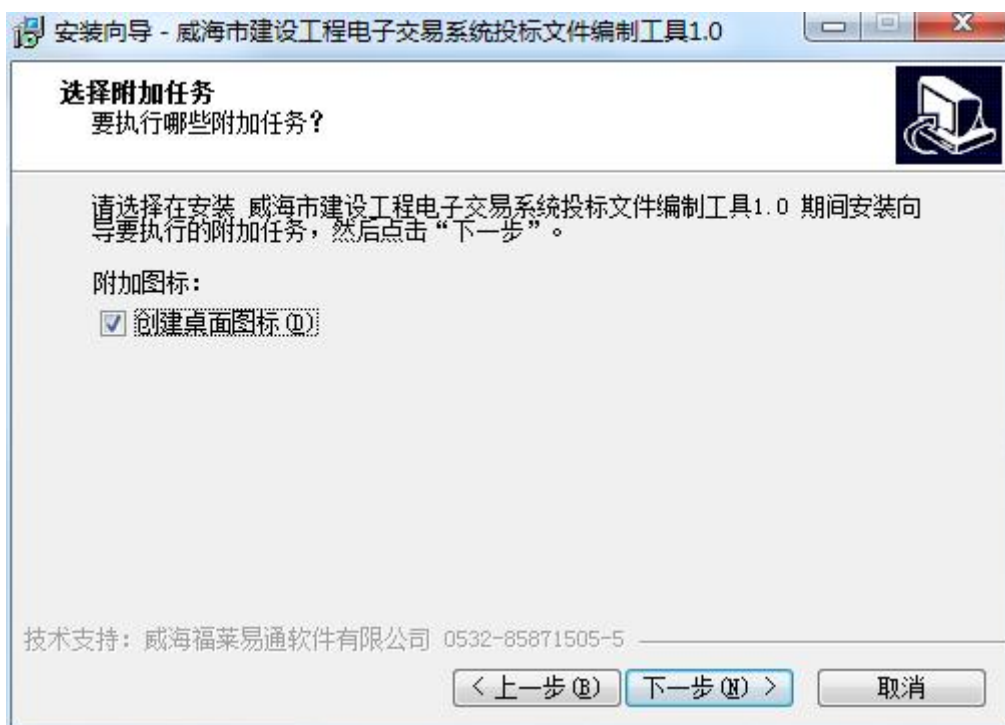 安装向导 - 威海市建设工程电子交易系统投标文件编制工具1.0
选择附加任务
要执行哪些附加任务？
请选择在安装 威海市建设工程电子交易系统投标文件编制工具1.0 期间安装向
导要执行的附加任务，然后点击“下一步”。
附加图标：
创建桌面图标(D)
技术支持：威海福莱易通软件有限公司 0532-85871505-5
< 上一步(B) 下一步(N) > 取消